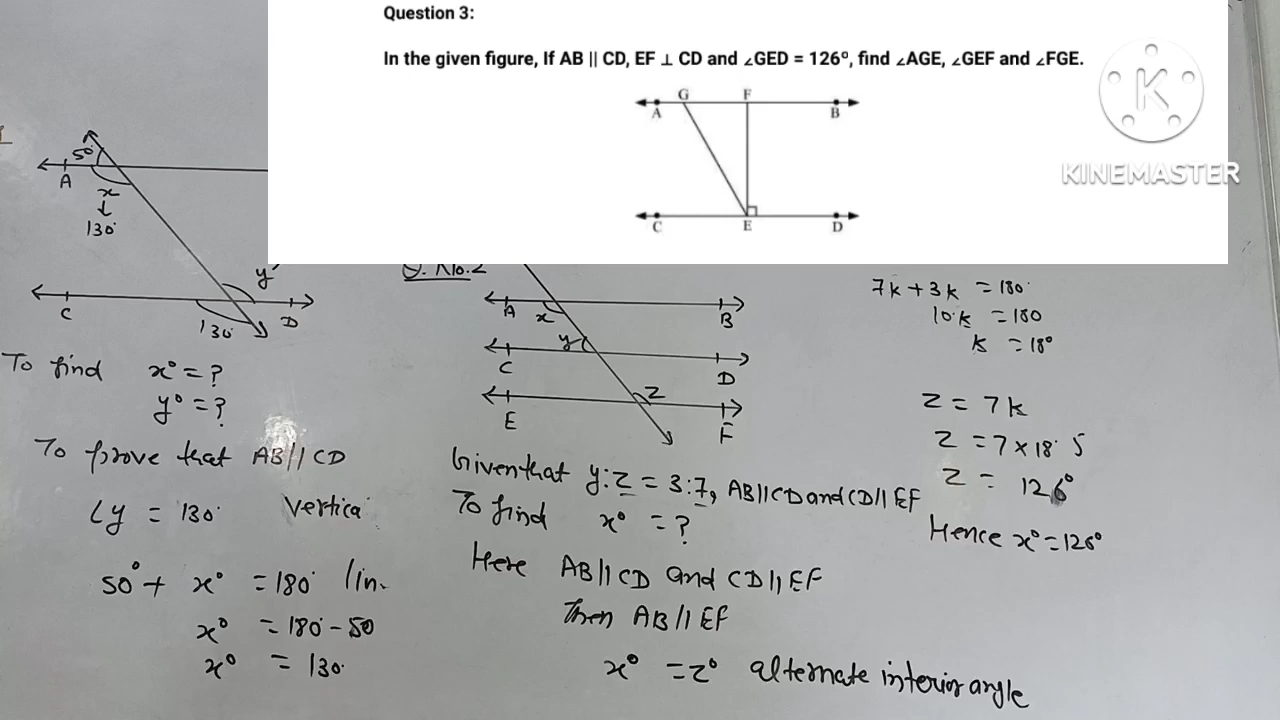 Question 3:
In the given figure, If AB || CD, EF ⊥ CD and ∠GED = 126º, find ∠AGE, ∠GEF and ∠FGE.
G F
A B
C E D
K
KINEMASTER
50°
A
x
↓
130°
y
C
130°
D
To find x° = ?
y° = ?
To prove that AB//CD
∠y = 130° Vertica
50° + x° = 180° lin.
x° = 180 - 50
x° = 130°
Q. No.2
A x B
y
C D
z
E F
Given that y:z = 3:7, AB//CD and CD//EF
To find x° = ?
Here AB//CD and CD//EF
Then AB//EF
x° = z° alternate interior angle
7k + 3k = 180°
10k = 180
k = 18°
z = 7k
z = 7 × 18°
z = 126°
Hence x° = 126°